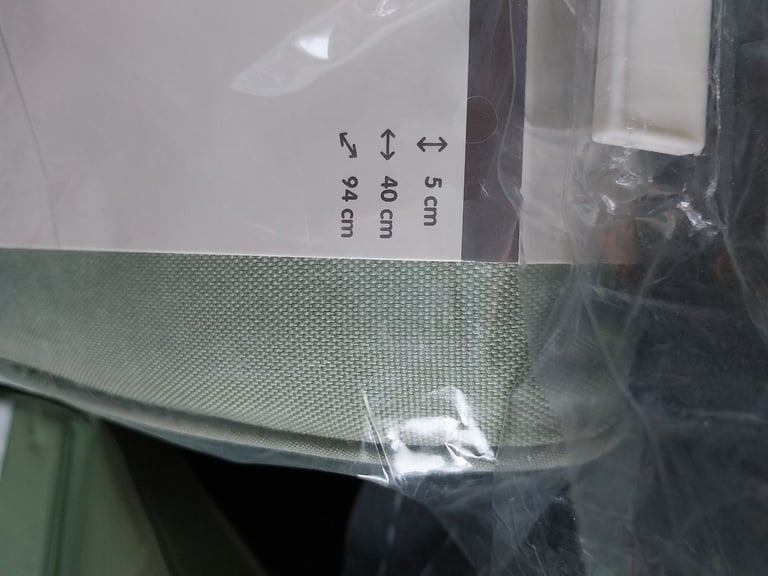 ↕ 5 cm
↔ 40 cm
⤢ 94 cm